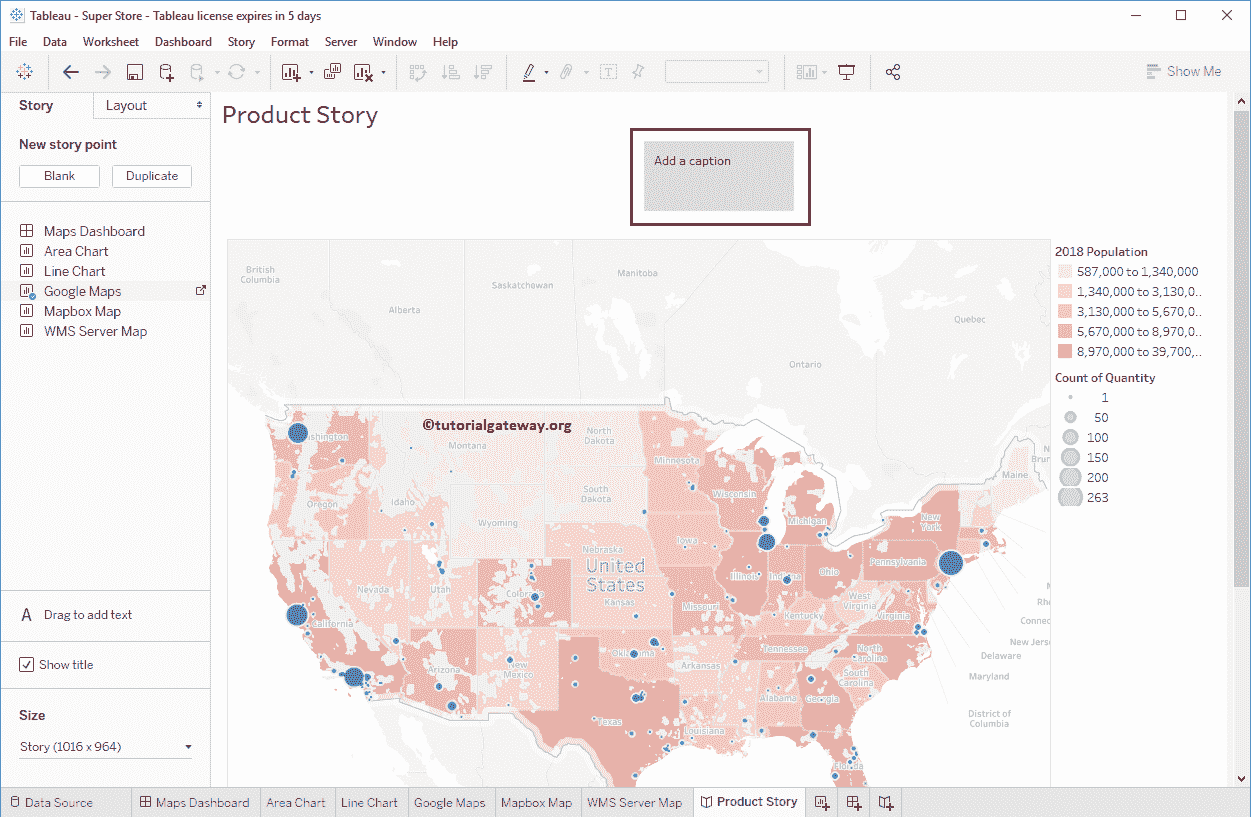 Tableau - Super Store - Tableau license expires in 5 days
File Data Worksheet Dashboard Story Format Server Window Help
Show Me
Story Layout
New story point
Blank Duplicate
Maps Dashboard
Area Chart
Line Chart
Google Maps
Mapbox Map
WMS Server Map
A Drag to add text
Show title
Size
Story (1016 x 964)
Product Story
Add a caption
British
Columbia
Alberta
Saskatchewan
Manitoba
Ontario
Quebec
©tutorialgateway.org
Montana
North
Dakota
Minnesota
Maine
Idaho
Oregon
South
Dakota
Wisconsin
Michigan
New
York
Wyoming
Iowa
Nebraska
Pennsylvania
United
States
Illinois
Ohio
Nevada
Utah
Kansas
Missouri
West
Virginia
Virginia
Kentucky
California
Tennessee
North
Carolina
Arizona
New
Mexico
Arkansas
South
Carolina
Alabama
Georgia
Texas
Louisiana
Florida
New Jerse
Delaware
Maryland
District of
Columbia
2018 Population
587,000 to 1,340,000
1,340,000 to 3,130,0..
3,130,000 to 5,670,0..
5,670,000 to 8,970,0..
8,970,000 to 39,700,..
Count of Quantity
1
50
100
150
200
263
Data Source Maps Dashboard Area Chart Line Chart Google Maps Mapbox Map WMS Server Map Product Story